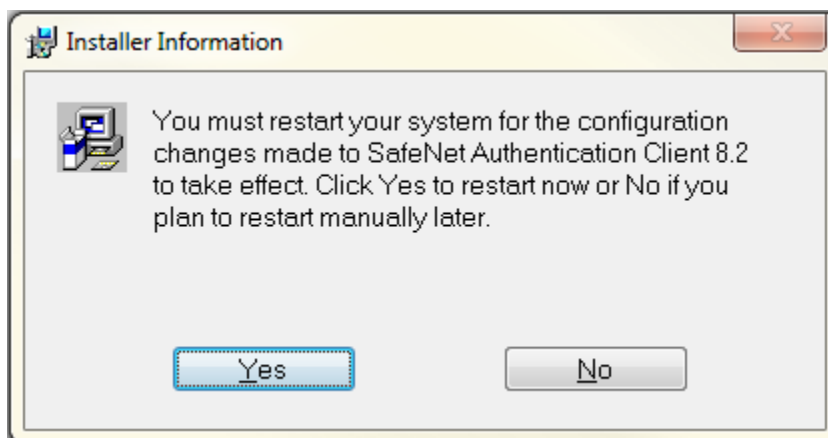 Installer Information
You must restart your system for the configuration
changes made to SafeNet Authentication Client 8.2
to take effect. Click Yes to restart now or No if you
plan to restart manually later.
Yes
No